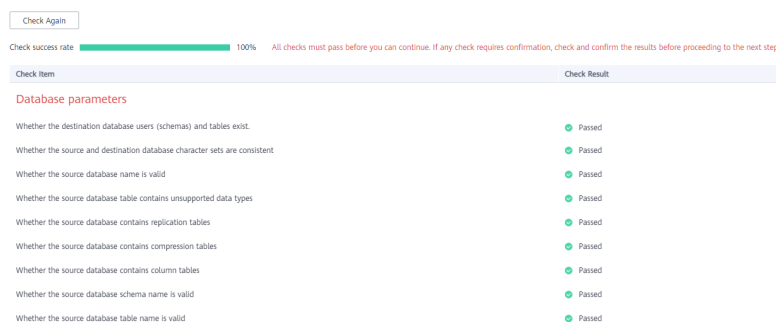 Check Again
Check success rate 100% All checks must pass before you can continue. If any check requires confirmation, check and confirm the results before proceeding to the next step
Check Item Check Result
Database parameters
Whether the destination database users (schemas) and tables exist. Passed
Whether the source and destination database character sets are consistent Passed
Whether the source database name is valid Passed
Whether the source database table contains unsupported data types Passed
Whether the source database contains replication tables Passed
Whether the source database contains compression tables Passed
Whether the source database contains column tables Passed
Whether the source database schema name is valid Passed
Whether the source database table name is valid Passed